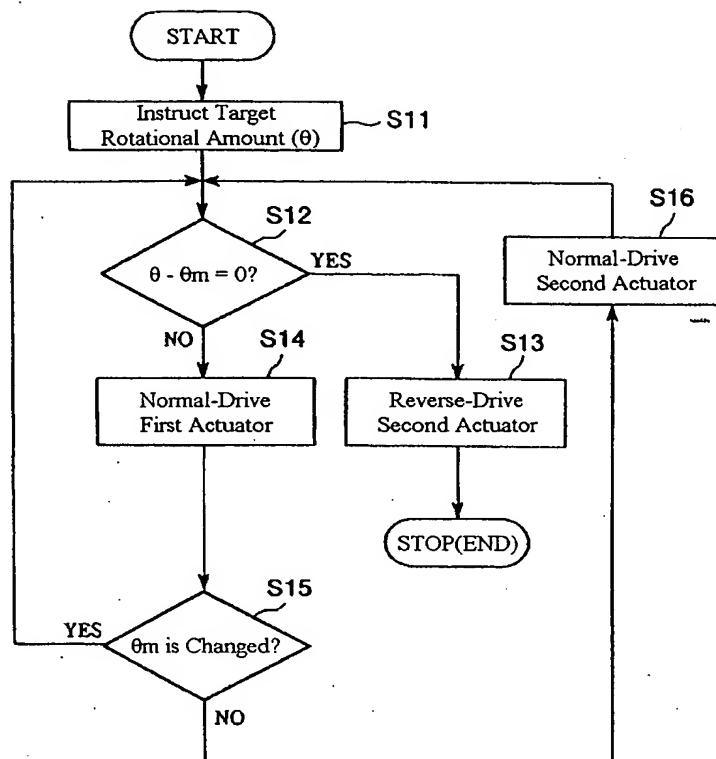 START
Instruct Target
Rotational Amount (θ)
S11
S12
θ - θm = 0?
YES
NO
S16
Normal-Drive
Second Actuator
S14
Normal-Drive
First Actuator
S13
Reverse-Drive
Second Actuator
STOP(END)
S15
θm is Changed?
YES
NO